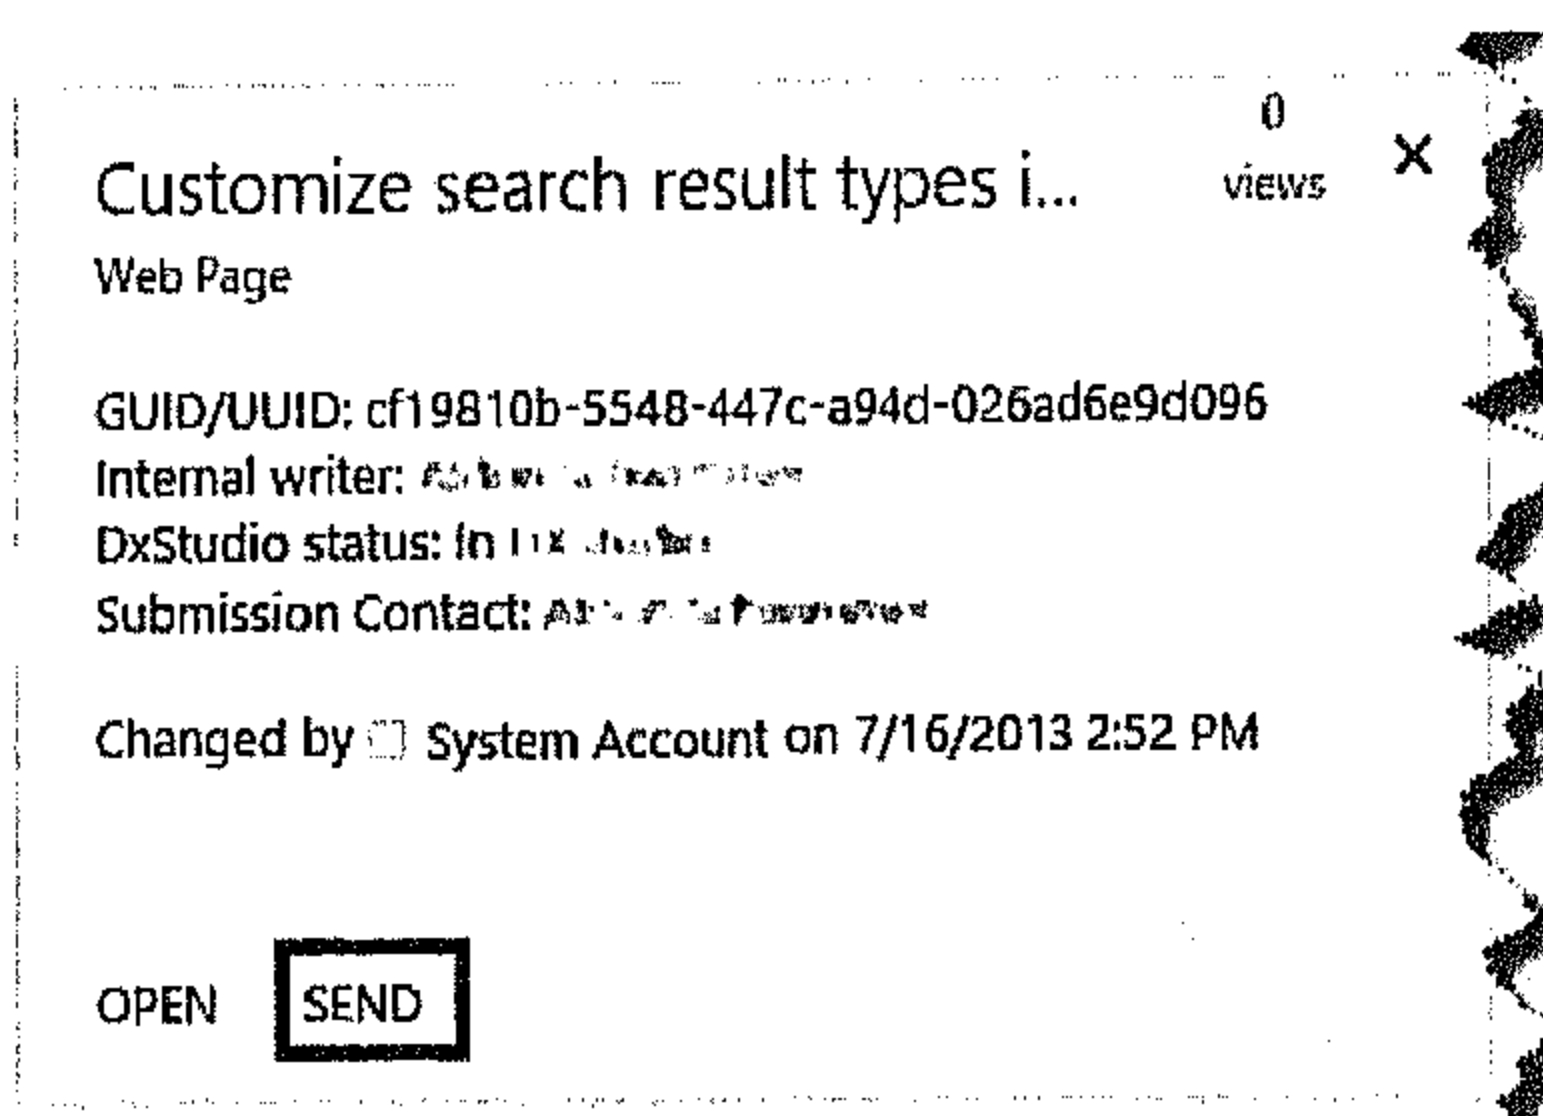 0
Customize search result types i... ×
views
Web Page
GUID/UUID: cf19810b-5548-447c-a94d-026ad6e9d096
Internal writer:
DxStudio status: In
Submission Contact:
Changed by System Account on 7/16/2013 2:52 PM
OPEN SEND